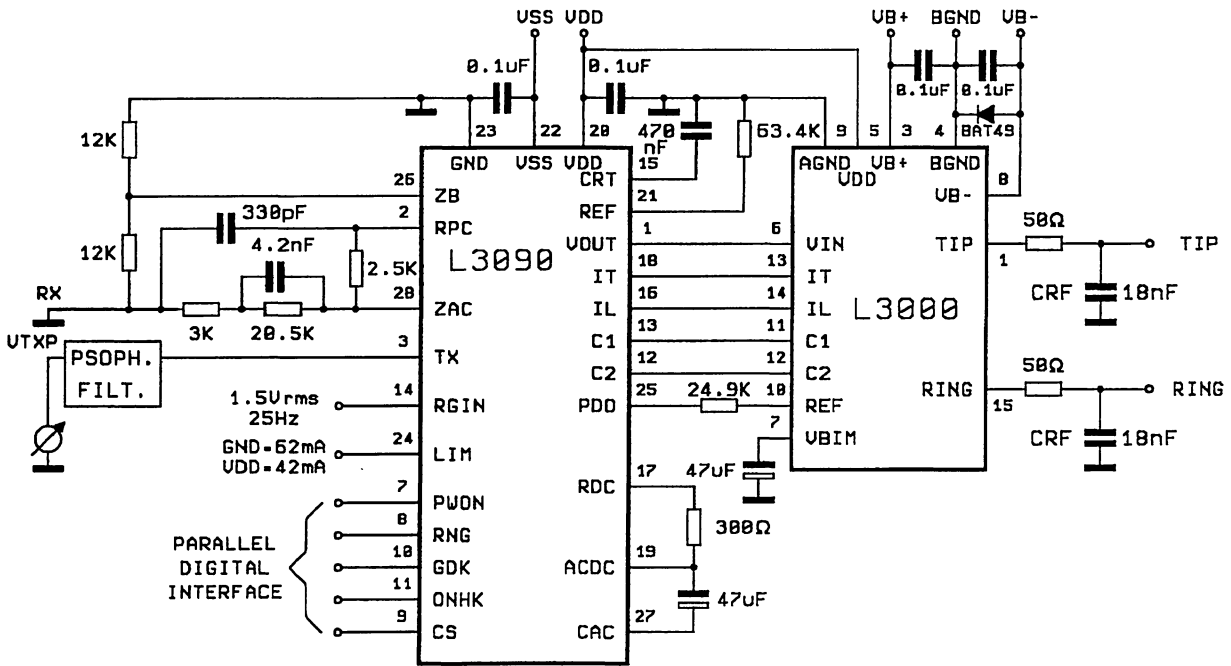 VSS VDD VB+ BGND VB-
0.1uF 0.1uF 0.1uF 0.1uF
12K 23 22 20 470 nF 63.4K 9 5 3 4 BAT49
GND VSS VDD 15 AGND VDD VB+ BGND 8
CRT
26 ZB 21 REF VB-
330pF 2 RPC 1 VOUT 6 VIN TIP 1 50Ω TIP
12K 4.2nF 2.5K L3090
18 IT 13 IT
RX 28 ZAC 16 IL 14 IL L3000 CRF 18nF
3K 20.5K
VTXP 3 TX 13 C1 11 C1
PSOPH.
FILT.
12 C2 12 C2
1.5Vrms
25Hz
14 RGIN 25 PDO 24.9K 10 REF RING 15 50Ω RING
GND=62mA
VDD=42mA
24 LIM 7 VBIM CRF 18nF
47uF
7 PWON 17 RDC
8 RNG 300Ω
PARALLEL
DIGITAL
INTERFACE
10 GDK 19 ACDC
11 ONHK 47uF
9 CS 27 CAC